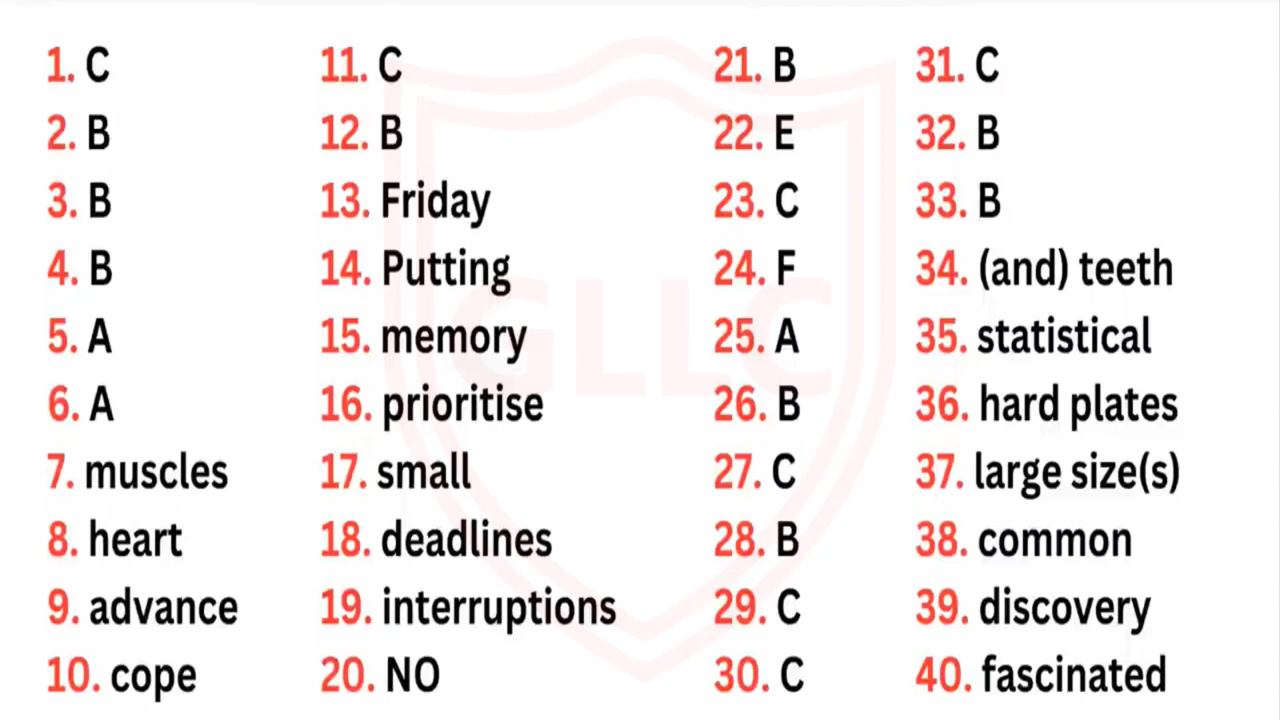 1. C
2. B
3. B
4. B
5. A
6. A
7. muscles
8. heart
9. advance
10. cope
11. C
12. B
13. Friday
14. Putting
15. memory
16. prioritise
17. small
18. deadlines
19. interruptions
20. NO
21. B
22. E
23. C
24. F
25. A
26. B
27. C
28. B
29. C
30. C
31. C
32. B
33. B
34. (and) teeth
35. statistical
36. hard plates
37. large size(s)
38. common
39. discovery
40. fascinated
GLLC